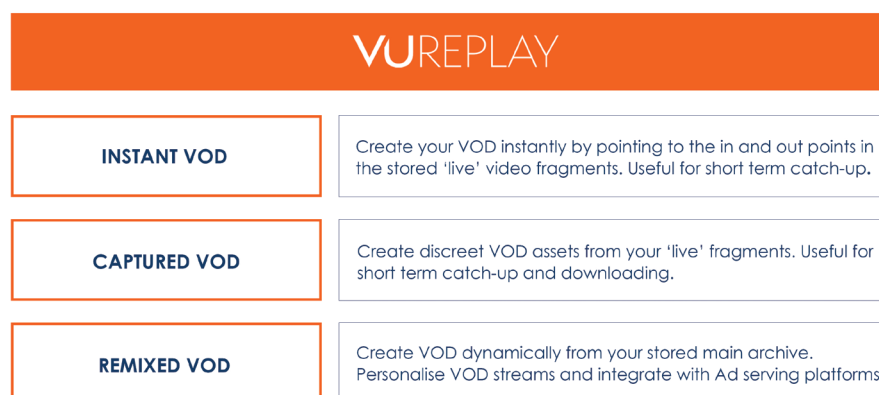 VUREPLAY
INSTANT VOD
Create your VOD instantly by pointing to the in and out points in
the stored ‘live’ video fragments. Useful for short term catch-up.
CAPTURED VOD
Create discreet VOD assets from your ‘live’ fragments. Useful for
short term catch-up and downloading.
REMIXED VOD
Create VOD dynamically from your stored main archive.
Personalise VOD streams and integrate with Ad serving platforms